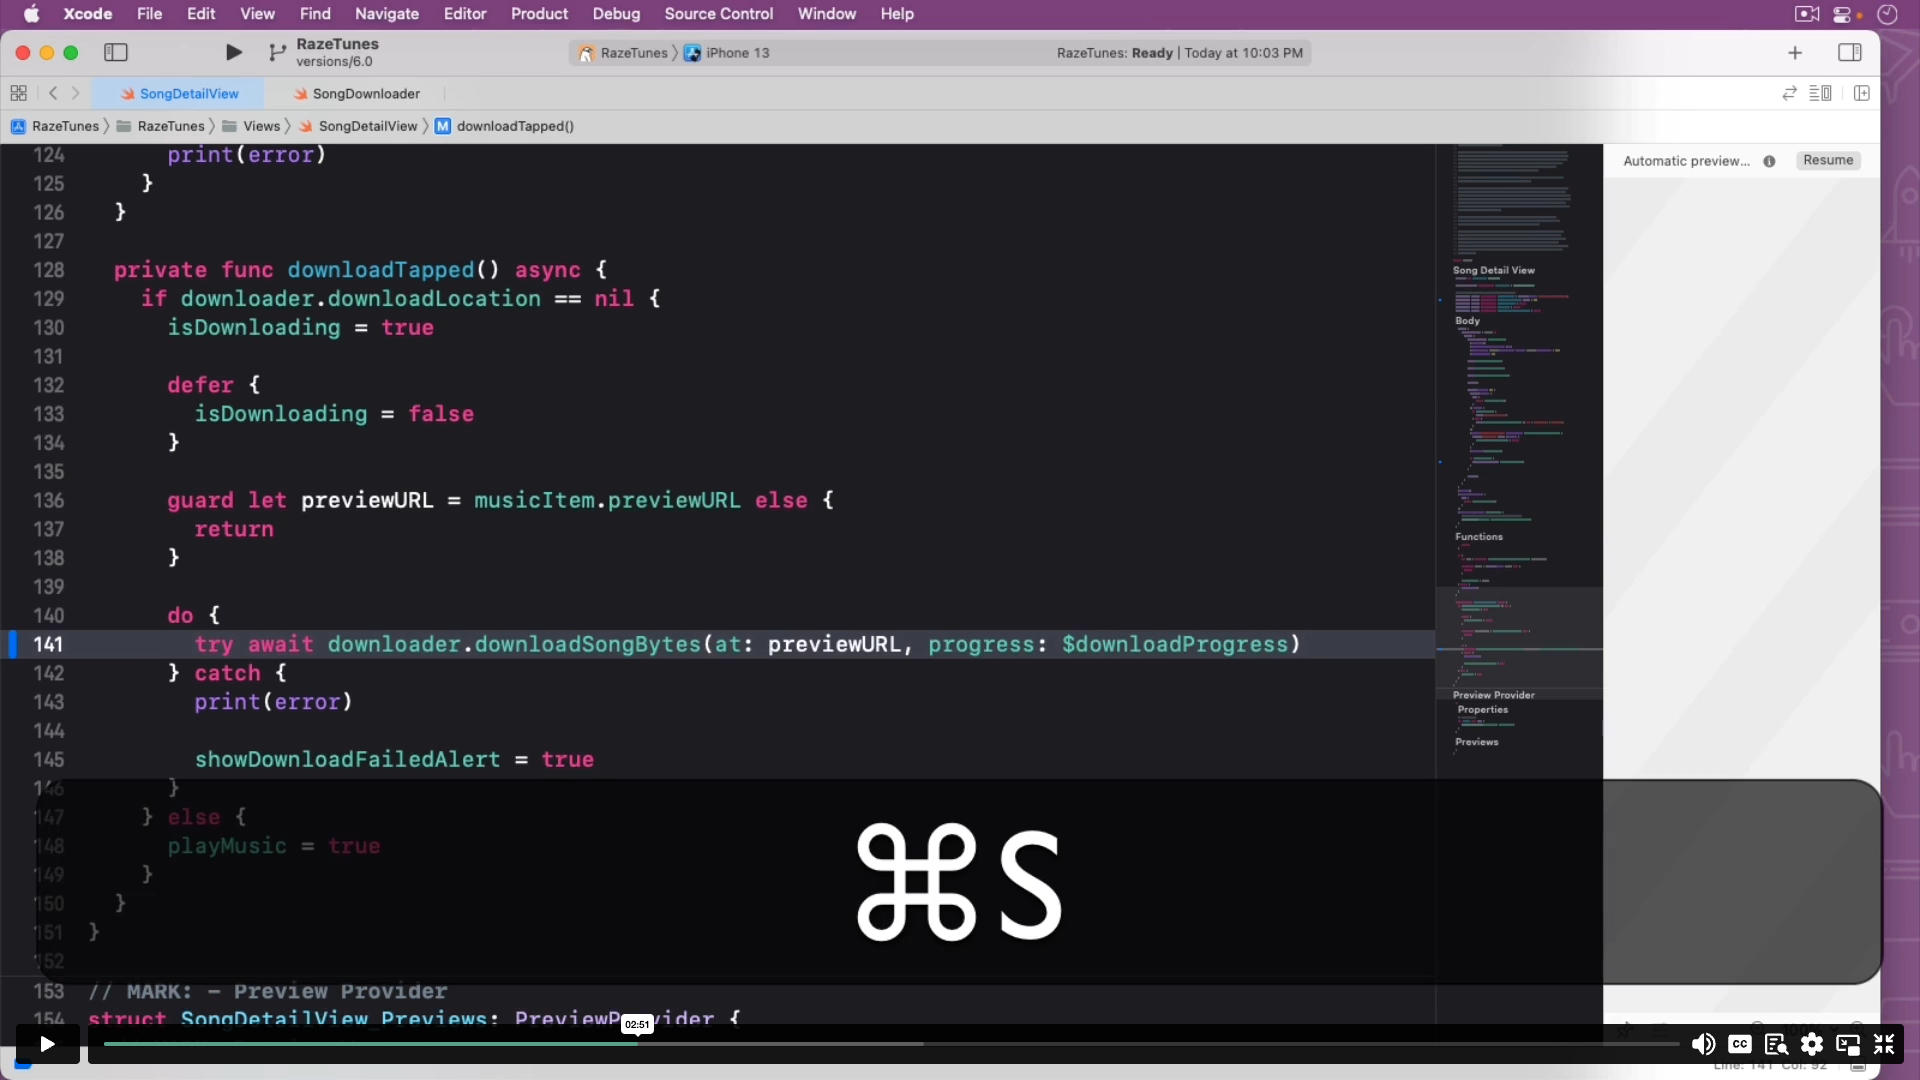 Xcode File Edit View Find Navigate Editor Product Debug Source Control Window Help
RazeTunes
versions/6.0
RazeTunes 〉 iPhone 13
RazeTunes: Ready | Today at 10:03 PM
SongDetailView
SongDownloader
RazeTunes 〉 RazeTunes 〉 Views 〉 SongDetailView 〉 M downloadTapped()
Automatic preview...
Resume
124 print(error)
125 }
126 }
127
128 private func downloadTapped() async {
129 if downloader.downloadLocation == nil {
130 isDownloading = true
131
132 defer {
133 isDownloading = false
134 }
135
136 guard let previewURL = musicItem.previewURL else {
137 return
138 }
139
140 do {
141 try await downloader.downloadSongBytes(at: previewURL, progress: $downloadProgress)
142 } catch {
143 print(error)
144
145 showDownloadFailedAlert = true
146 }
147 } else {
148 playMusic = true
149 }
150 }
151 }
152
153 // MARK: - Preview Provider
154 struct SongDetailView_Previews: PreviewProvider {
Song Detail View
Body
Functions
Preview Provider
Properties
Previews
⌘S
02:51
CC
Line: 141 Col: 92